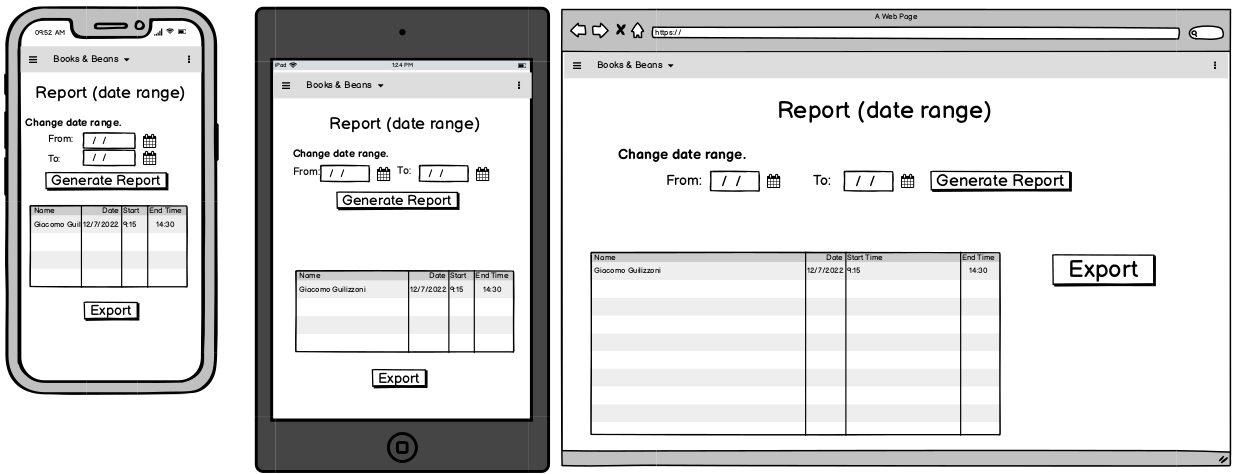 09:52 AM
Books & Beans
Report (date range)
Change date range.
From: / /
To: / /
Generate Report
Name Date Start End Time
Giacomo Guil 12/7/2022 9:15 14:30
Export
iPad 1:24 PM
Books & Beans
Report (date range)
Change date range.
From: / / To: / /
Generate Report
Name Date Start End Time
Giacomo Guilizzoni 12/7/2022 9:15 14:30
Export
A Web Page
https://
Books & Beans
Report (date range)
Change date range.
From: / / To: / / Generate Report
Name Date Start Time End Time
Giacomo Guilizzoni 12/7/2022 9:15 14:30
Export